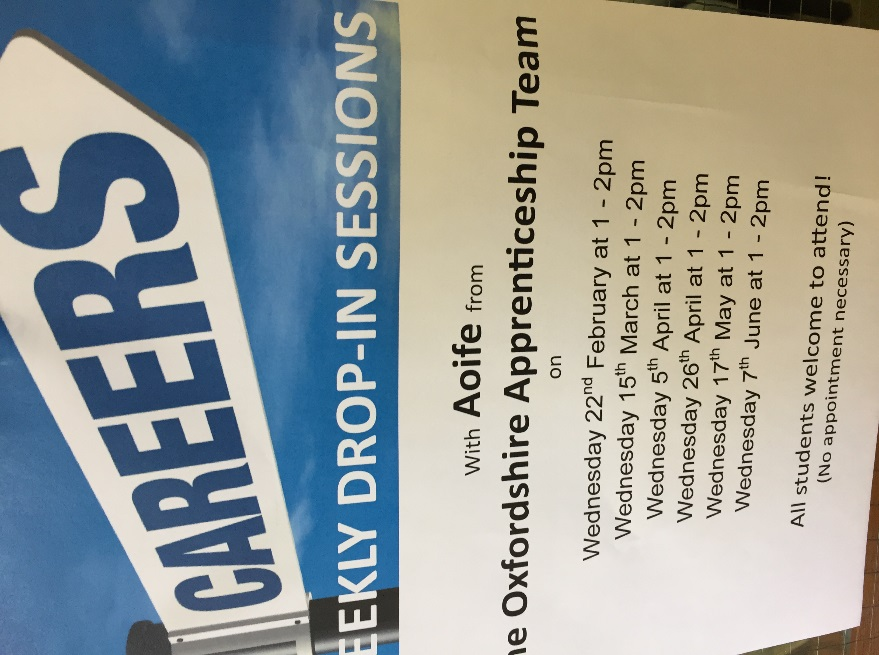 CAREERS
EEKLY DROP-IN SESSIONS
With Aoife from
he Oxfordshire Apprenticeship Team
on
Wednesday 22nd February at 1 - 2pm
Wednesday 15th March at 1 - 2pm
Wednesday 5th April at 1 - 2pm
Wednesday 26th April at 1 - 2pm
Wednesday 17th May at 1 - 2pm
Wednesday 7th June at 1 - 2pm
All students welcome to attend!
(No appointment necessary)